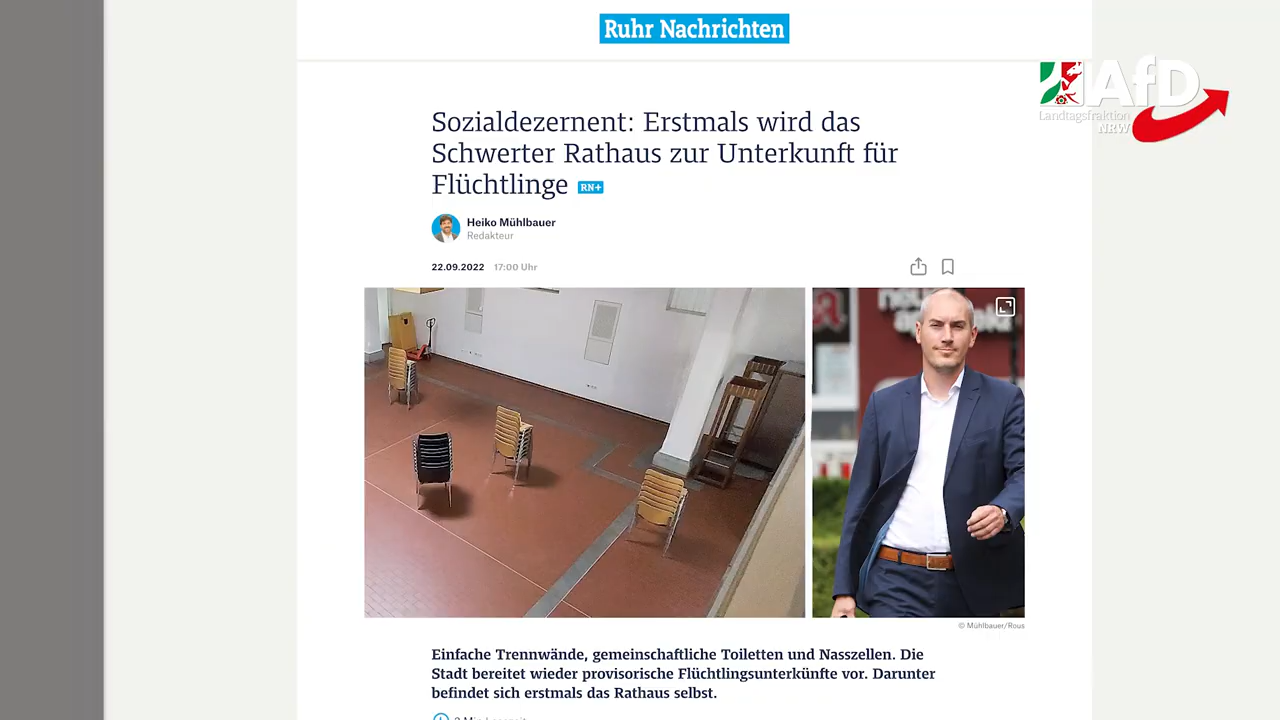 Ruhr Nachrichten
AfD
Landtagsfraktion
NRW
Sozialdezernent: Erstmals wird das
Schwerter Rathaus zur Unterkunft für
Flüchtlinge RN+
Heiko Mühlbauer
Redakteur
22.09.2022 17:00 Uhr
© Mühlbauer/Rous
Einfache Trennwände, gemeinschaftliche Toiletten und Nasszellen. Die
Stadt bereitet wieder provisorische Flüchtlingsunterkünfte vor. Darunter
befindet sich erstmals das Rathaus selbst.